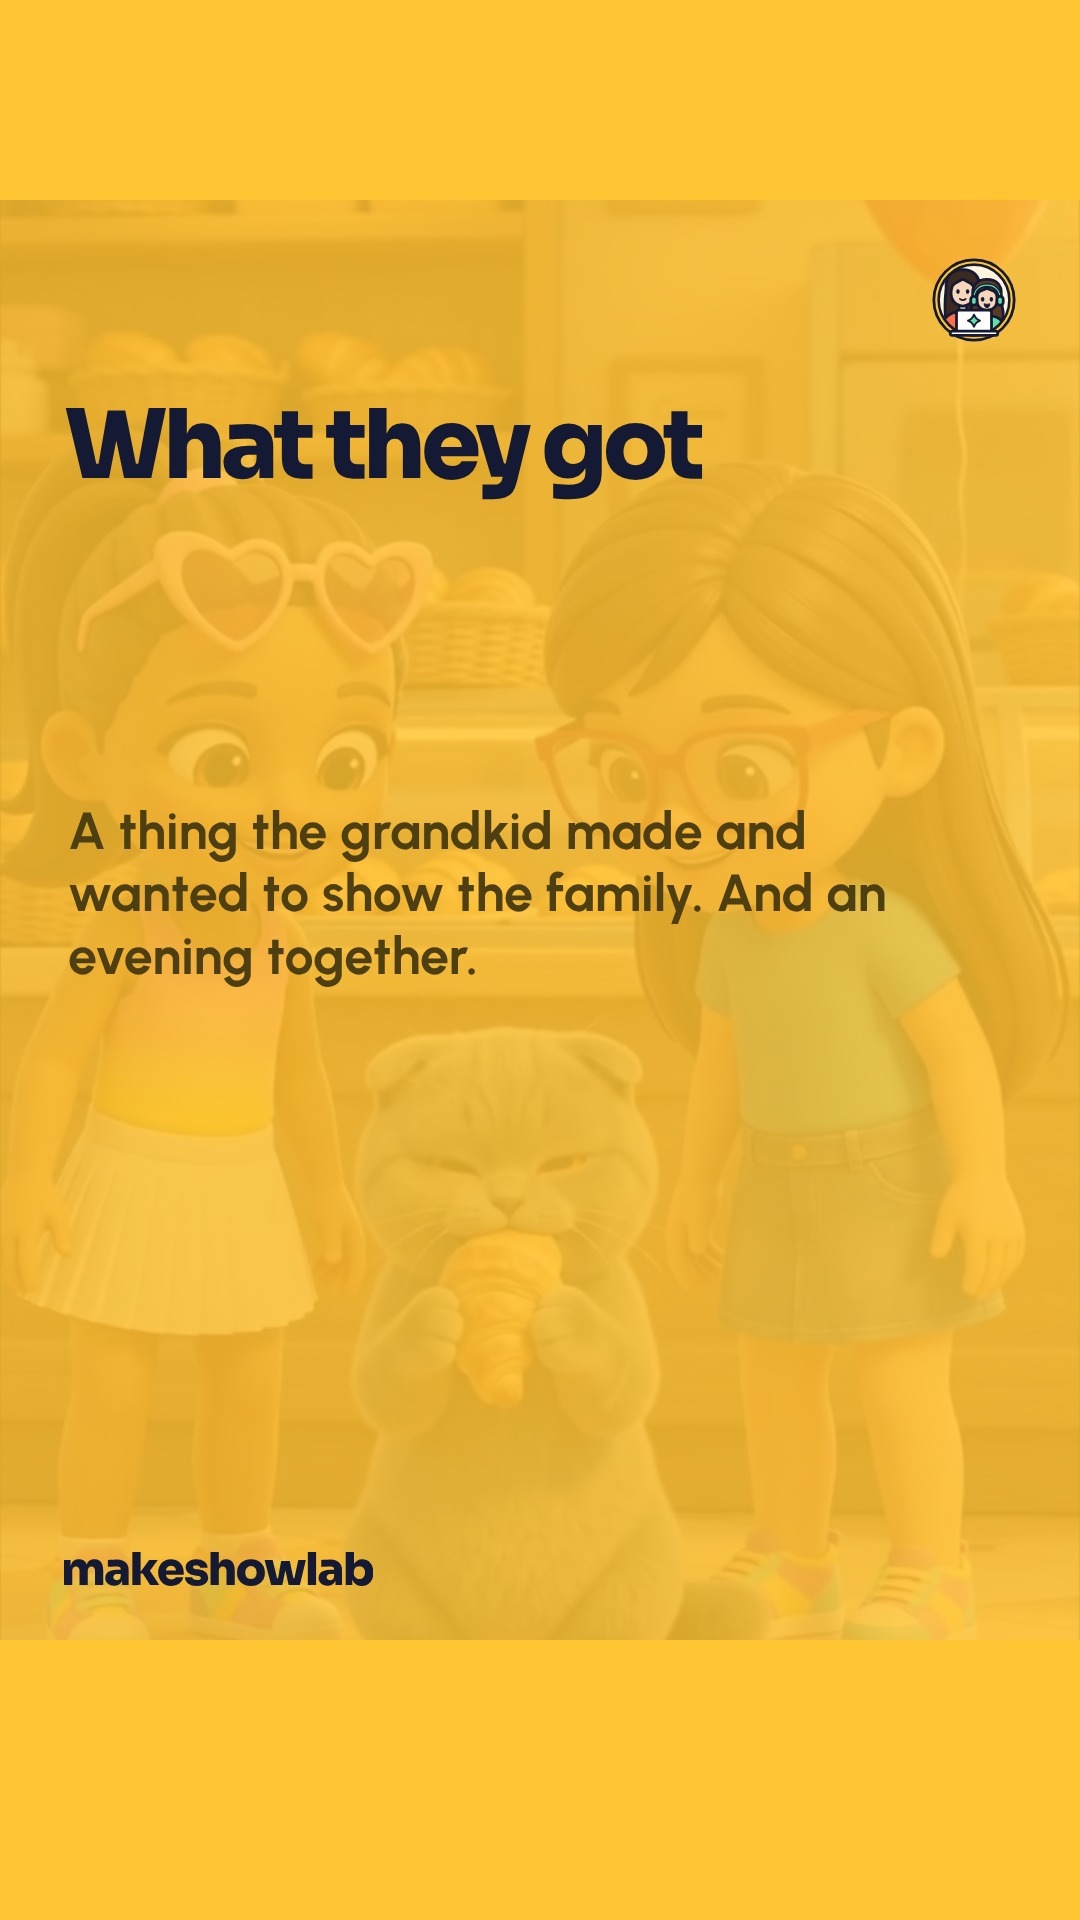 What they got
A thing the grandkid made and
wanted to show the family. And an
evening together.
makeshowlab